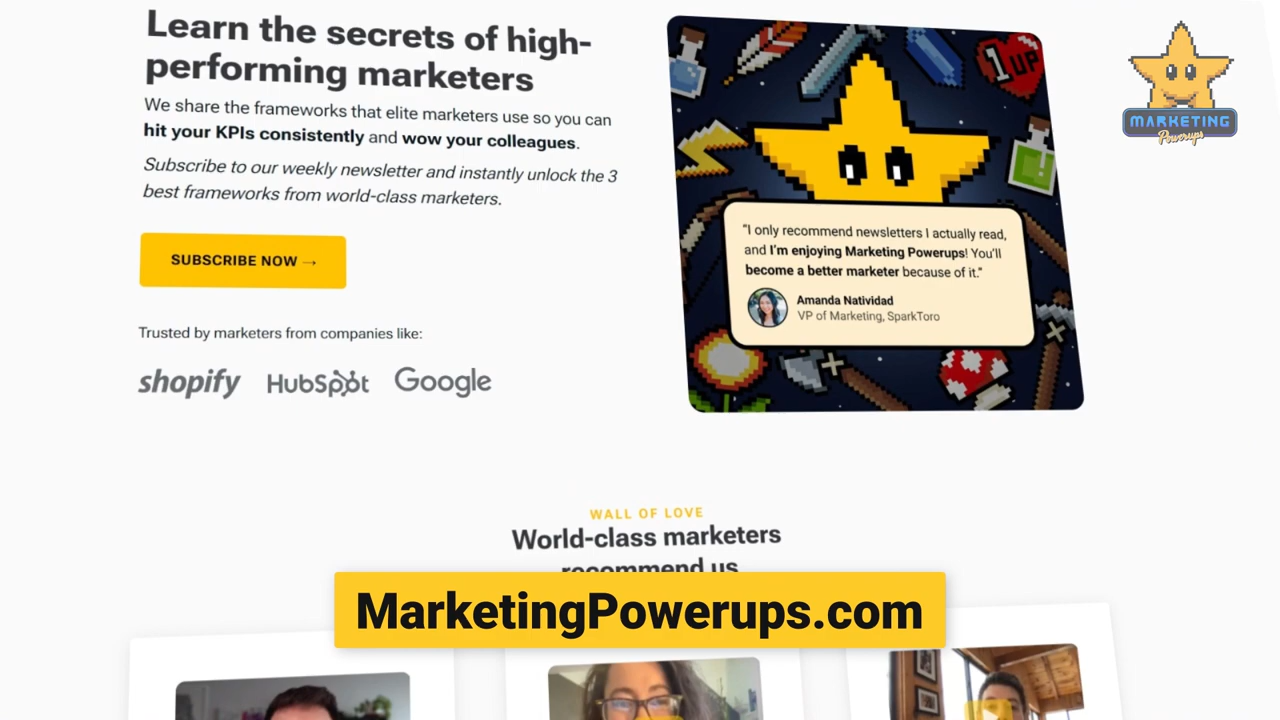 Learn the secrets of high-
performing marketers
We share the frameworks that elite marketers use so you can
hit your KPIs consistently and wow your colleagues.
Subscribe to our weekly newsletter and instantly unlock the 3
best frameworks from world-class marketers.
SUBSCRIBE NOW →
Trusted by marketers from companies like:
shopify HubSpot Google
1 UP
"I only recommend newsletters I actually read,
and I'm enjoying Marketing Powerups! You'll
become a better marketer because of it."
Amanda Natividad
VP of Marketing, SparkToro
MARKETING
Powerups
WALL OF LOVE
World-class marketers
recommend us
MarketingPowerups.com